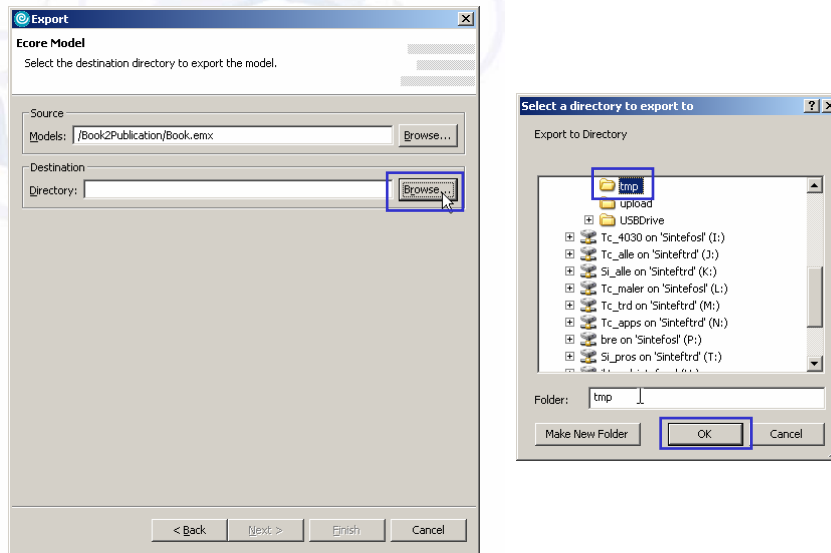 Export
Ecore Model
Select the destination directory to export the model.
Source
Models: /Book2Publication/Book.emx Browse...
Destination
Directory: Browse...
< Back Next > Finish Cancel
Select a directory to export to
Export to Directory
tmp
upload
USBDrive
Tc_4030 on 'Sintefosl' (I:)
Tc_alle on 'Sinteftrd' (J:)
Si_alle on 'Sinteftrd' (K:)
Tc_maler on 'Sintefosl' (L:)
Tc_trd on 'Sinteftrd' (M:)
Tc_apps on 'Sinteftrd' (N:)
bre on 'Sintefosl' (P:)
Si_pros on 'Sinteftrd' (T:)
Folder: tmp
Make New Folder OK Cancel